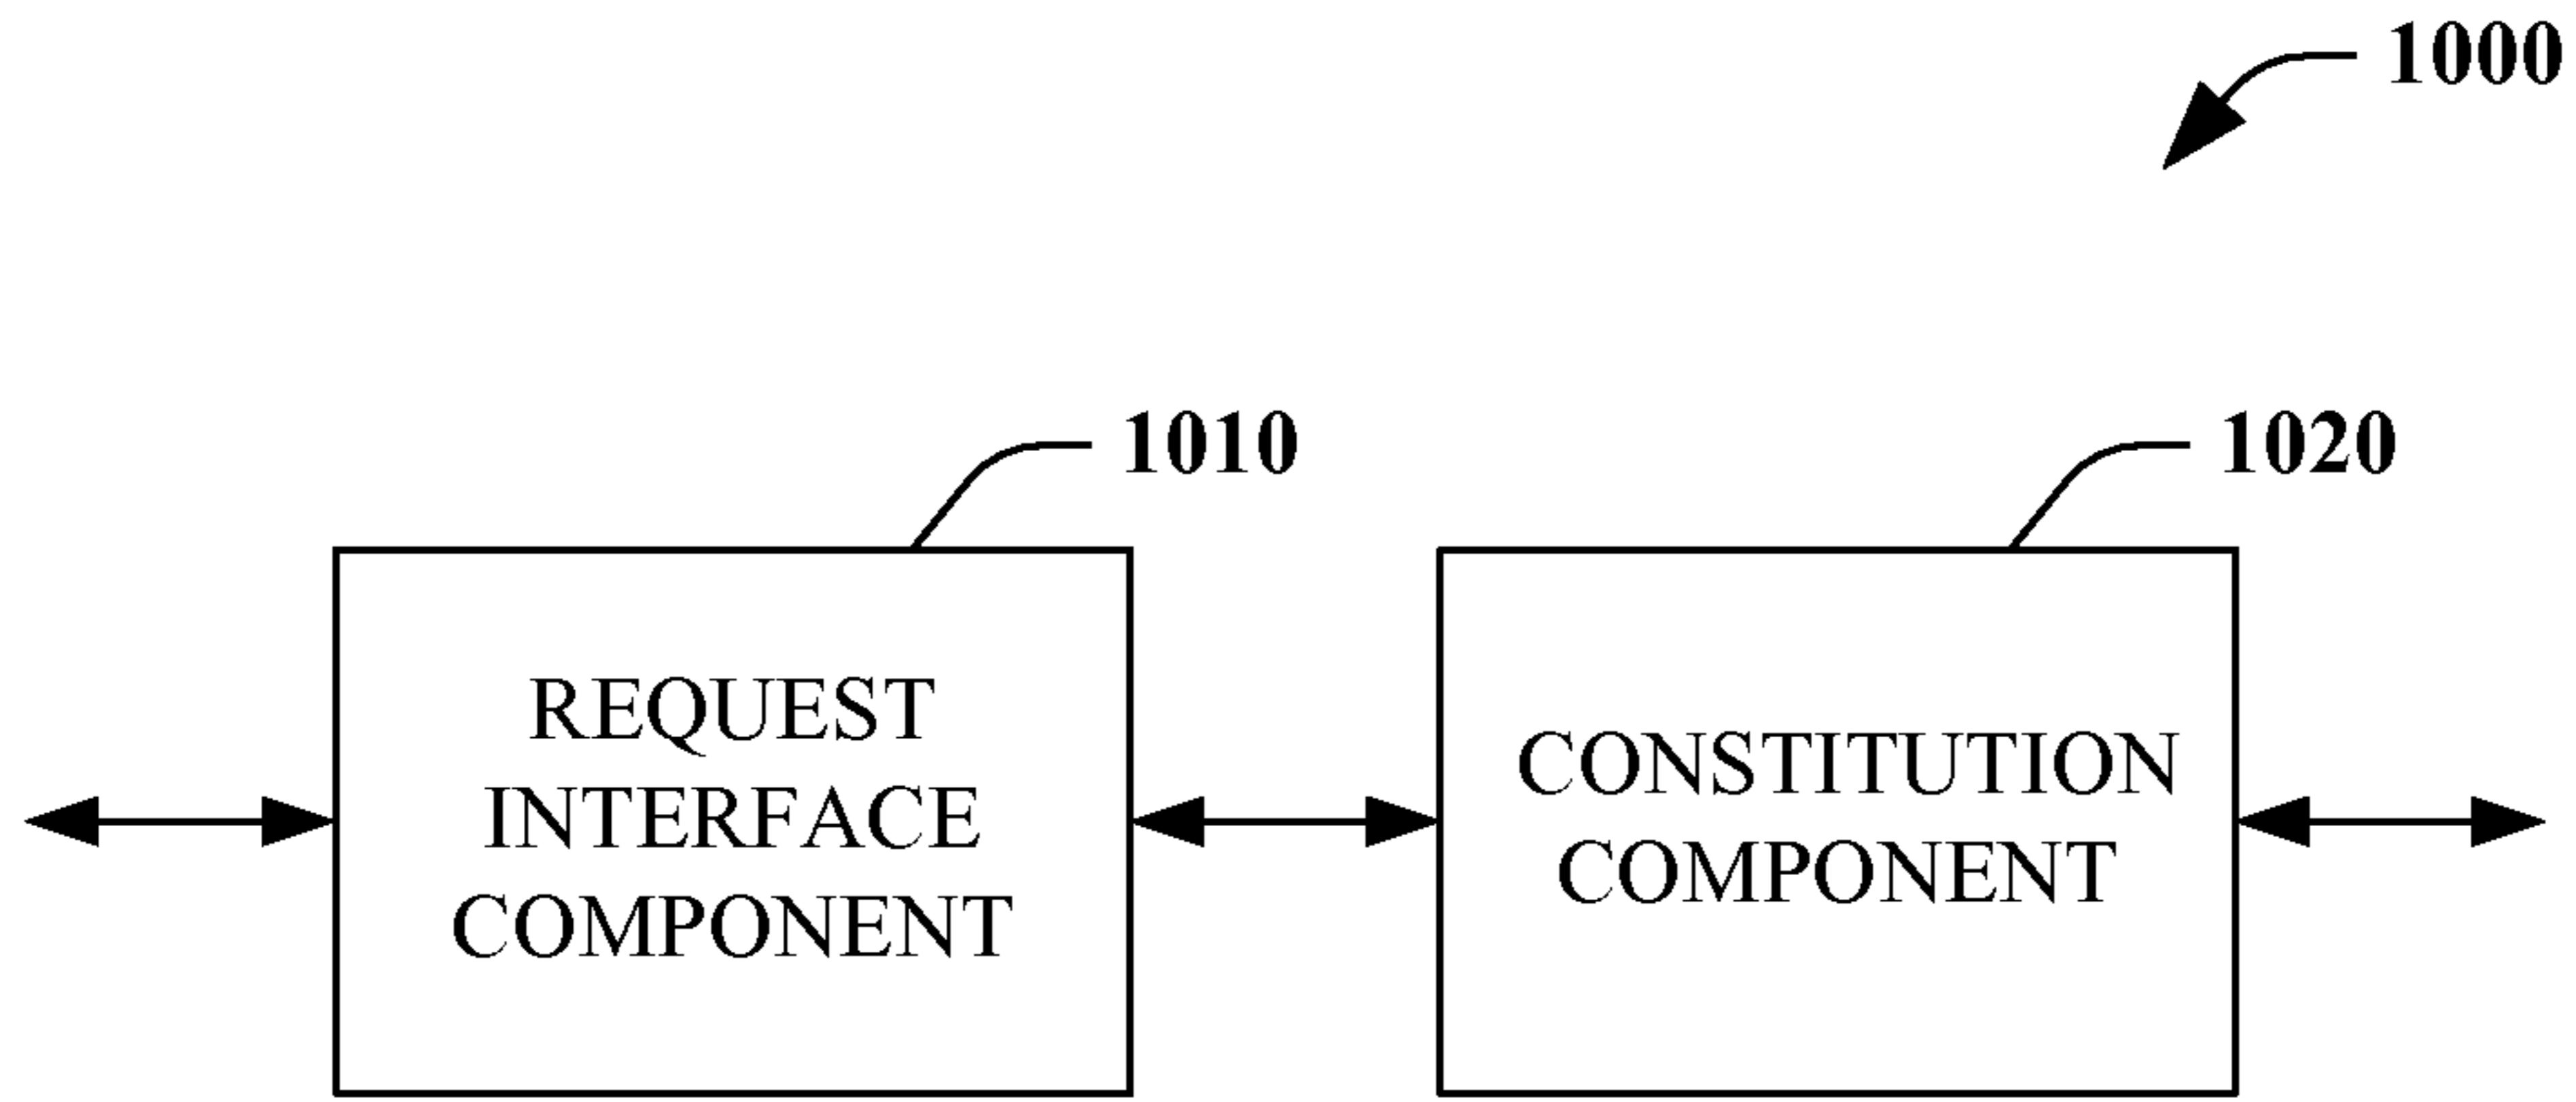 1000
1010
1020
REQUEST
INTERFACE
COMPONENT
CONSTITUTION
COMPONENT